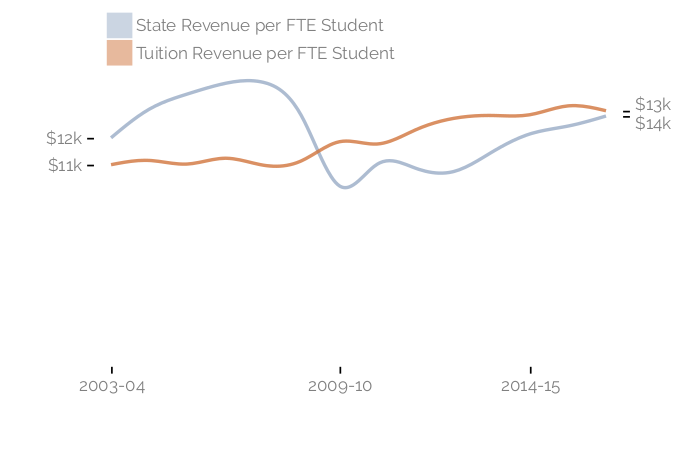 State Revenue per FTE Student
Tuition Revenue per FTE Student
$13k
$14k
$12k
$11k
2003-04 2009-10 2014-15